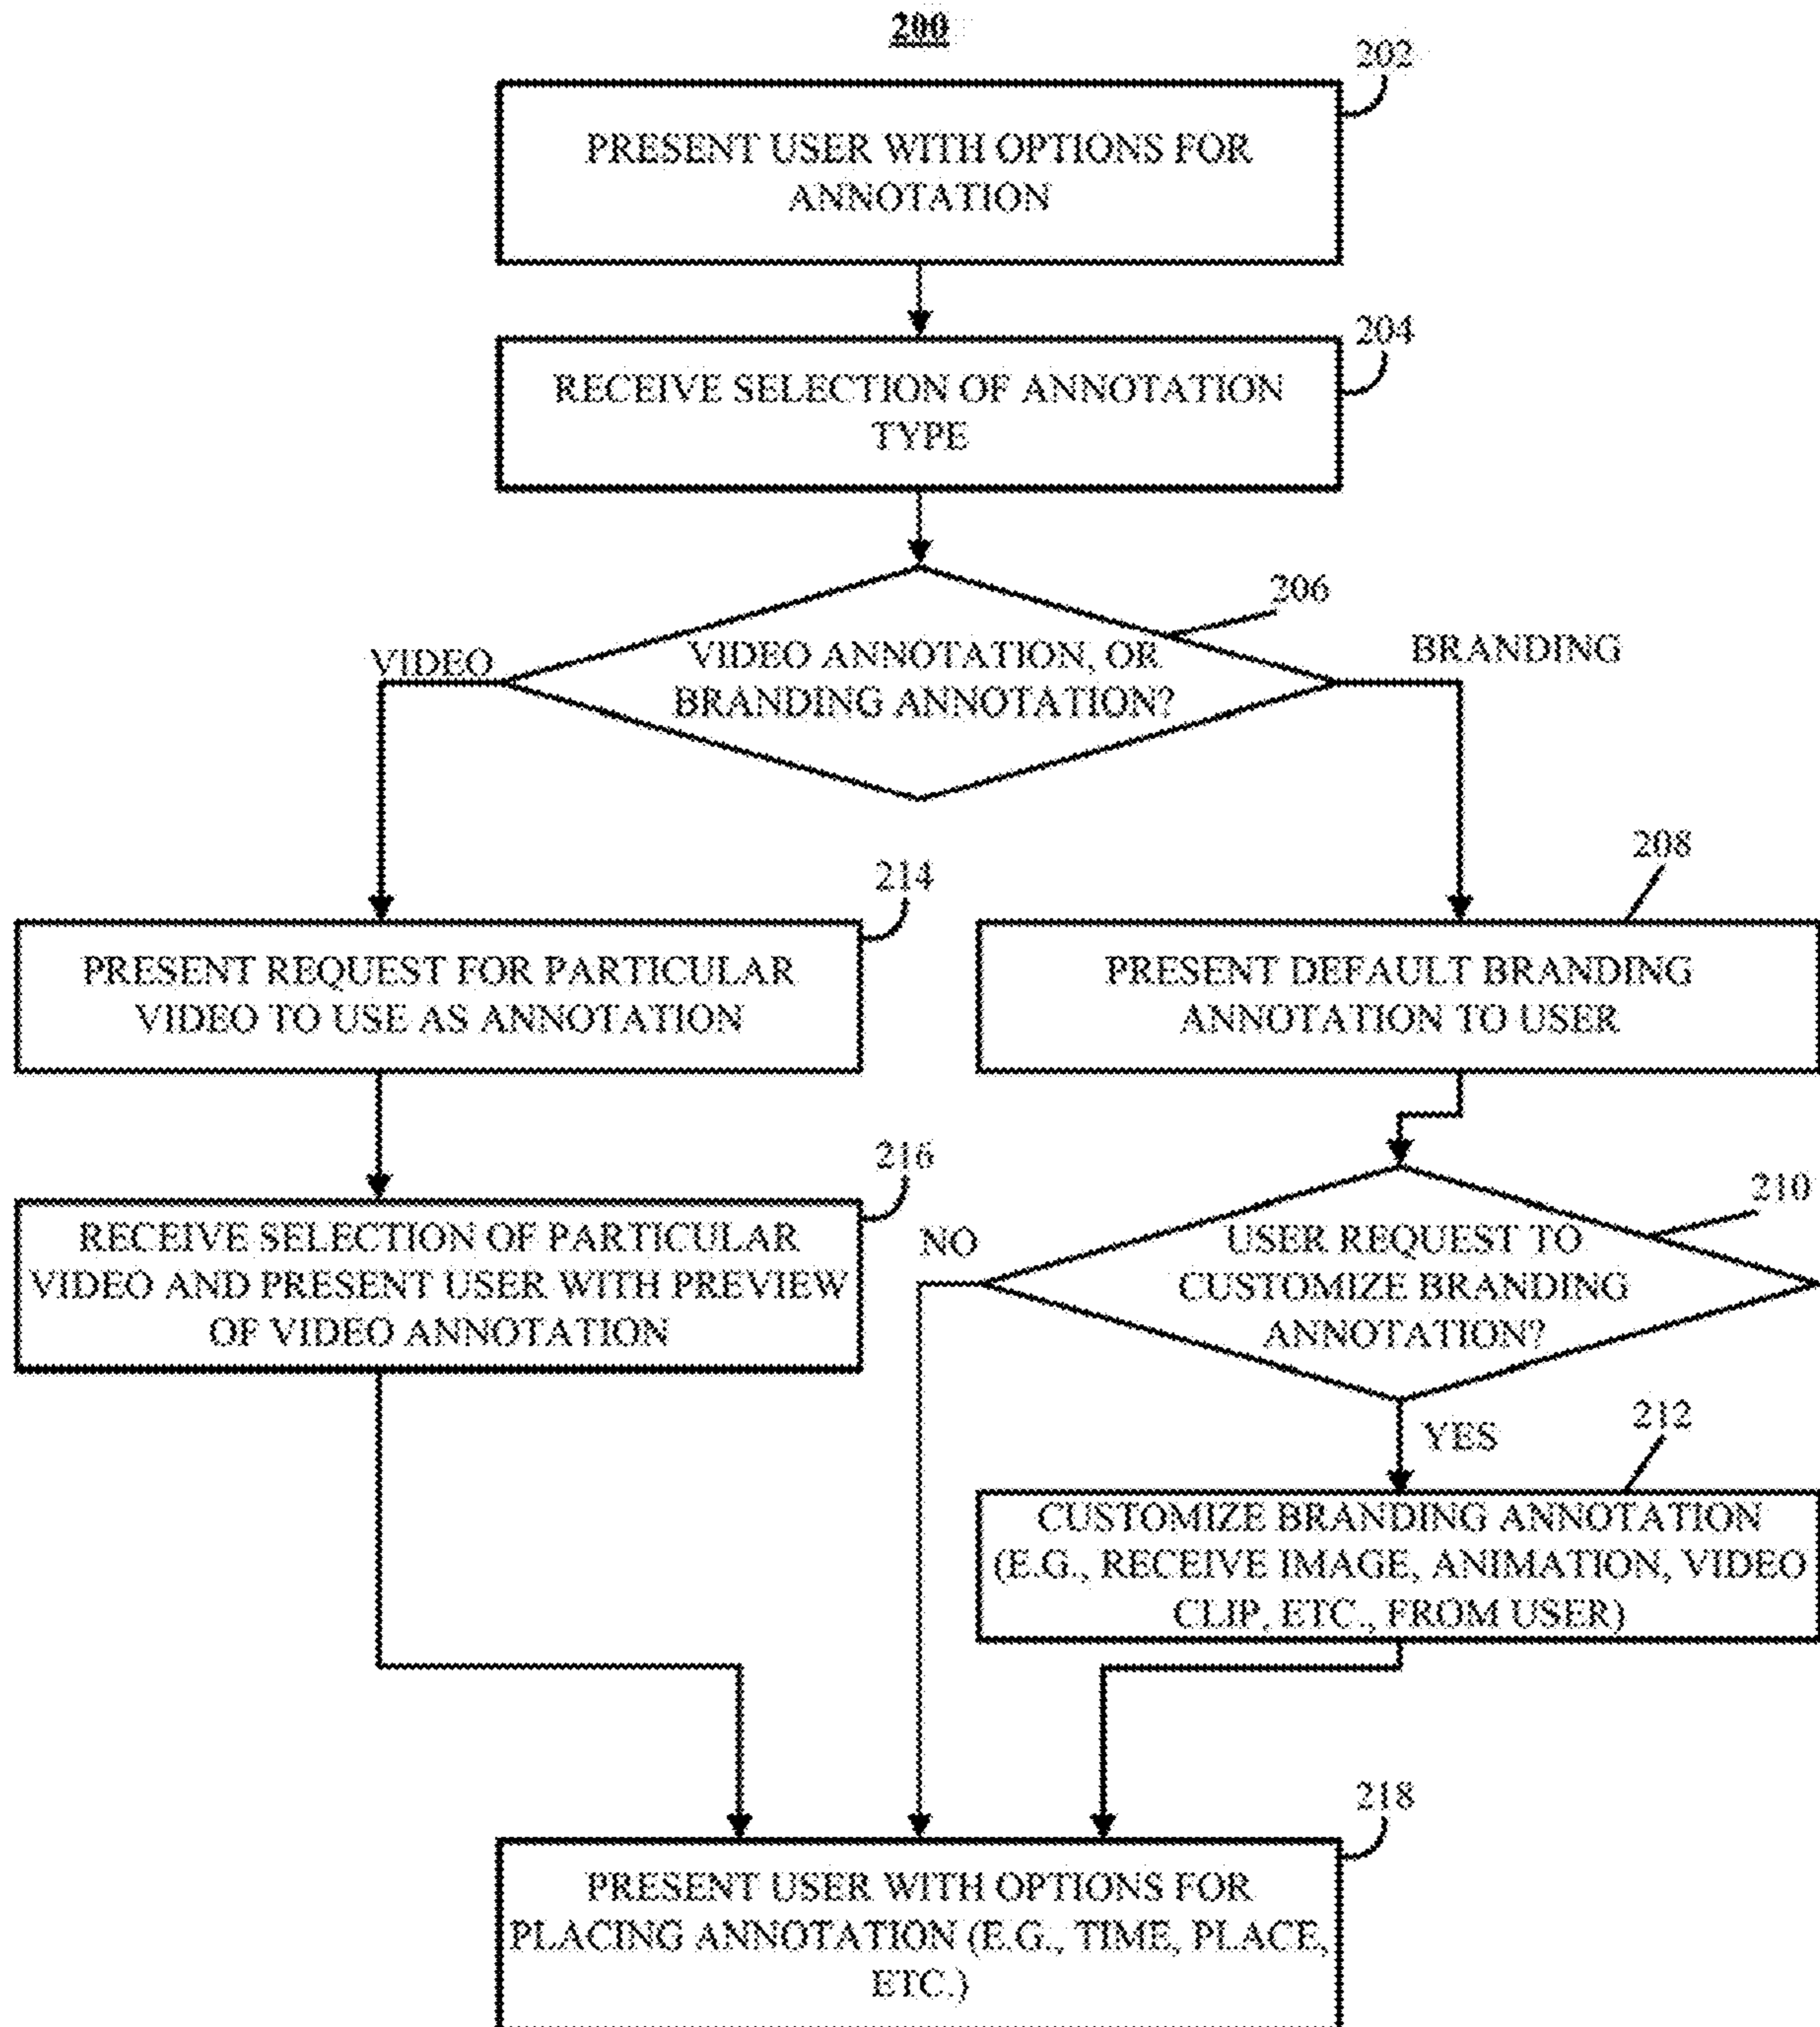 200
202
PRESENT USER WITH OPTIONS FOR
ANNOTATION
204
RECEIVE SELECTION OF ANNOTATION
TYPE
206
VIDEO
VIDEO ANNOTATION, OR
BRANDING ANNOTATION?
BRANDING
214
PRESENT REQUEST FOR PARTICULAR
VIDEO TO USE AS ANNOTATION
208
PRESENT DEFAULT BRANDING
ANNOTATION TO USER
216
RECEIVE SELECTION OF PARTICULAR
VIDEO AND PRESENT USER WITH PREVIEW
OF VIDEO ANNOTATION
210
NO
USER REQUEST TO
CUSTOMIZE BRANDING
ANNOTATION?
YES
212
CUSTOMIZE BRANDING ANNOTATION
(E.G., RECEIVE IMAGE, ANIMATION, VIDEO
CLIP, ETC., FROM USER)
218
PRESENT USER WITH OPTIONS FOR
PLACING ANNOTATION (E.G., TIME, PLACE,
ETC.)